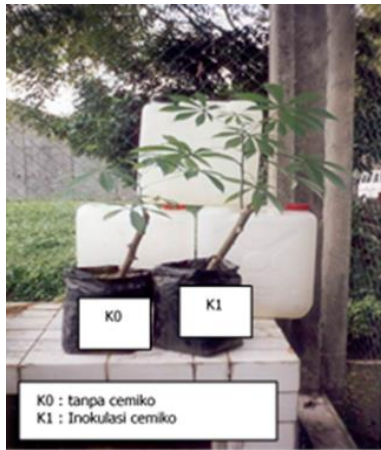 K0
K1
K0 : tanpa cemiko
K1 : Inokulasi cemiko